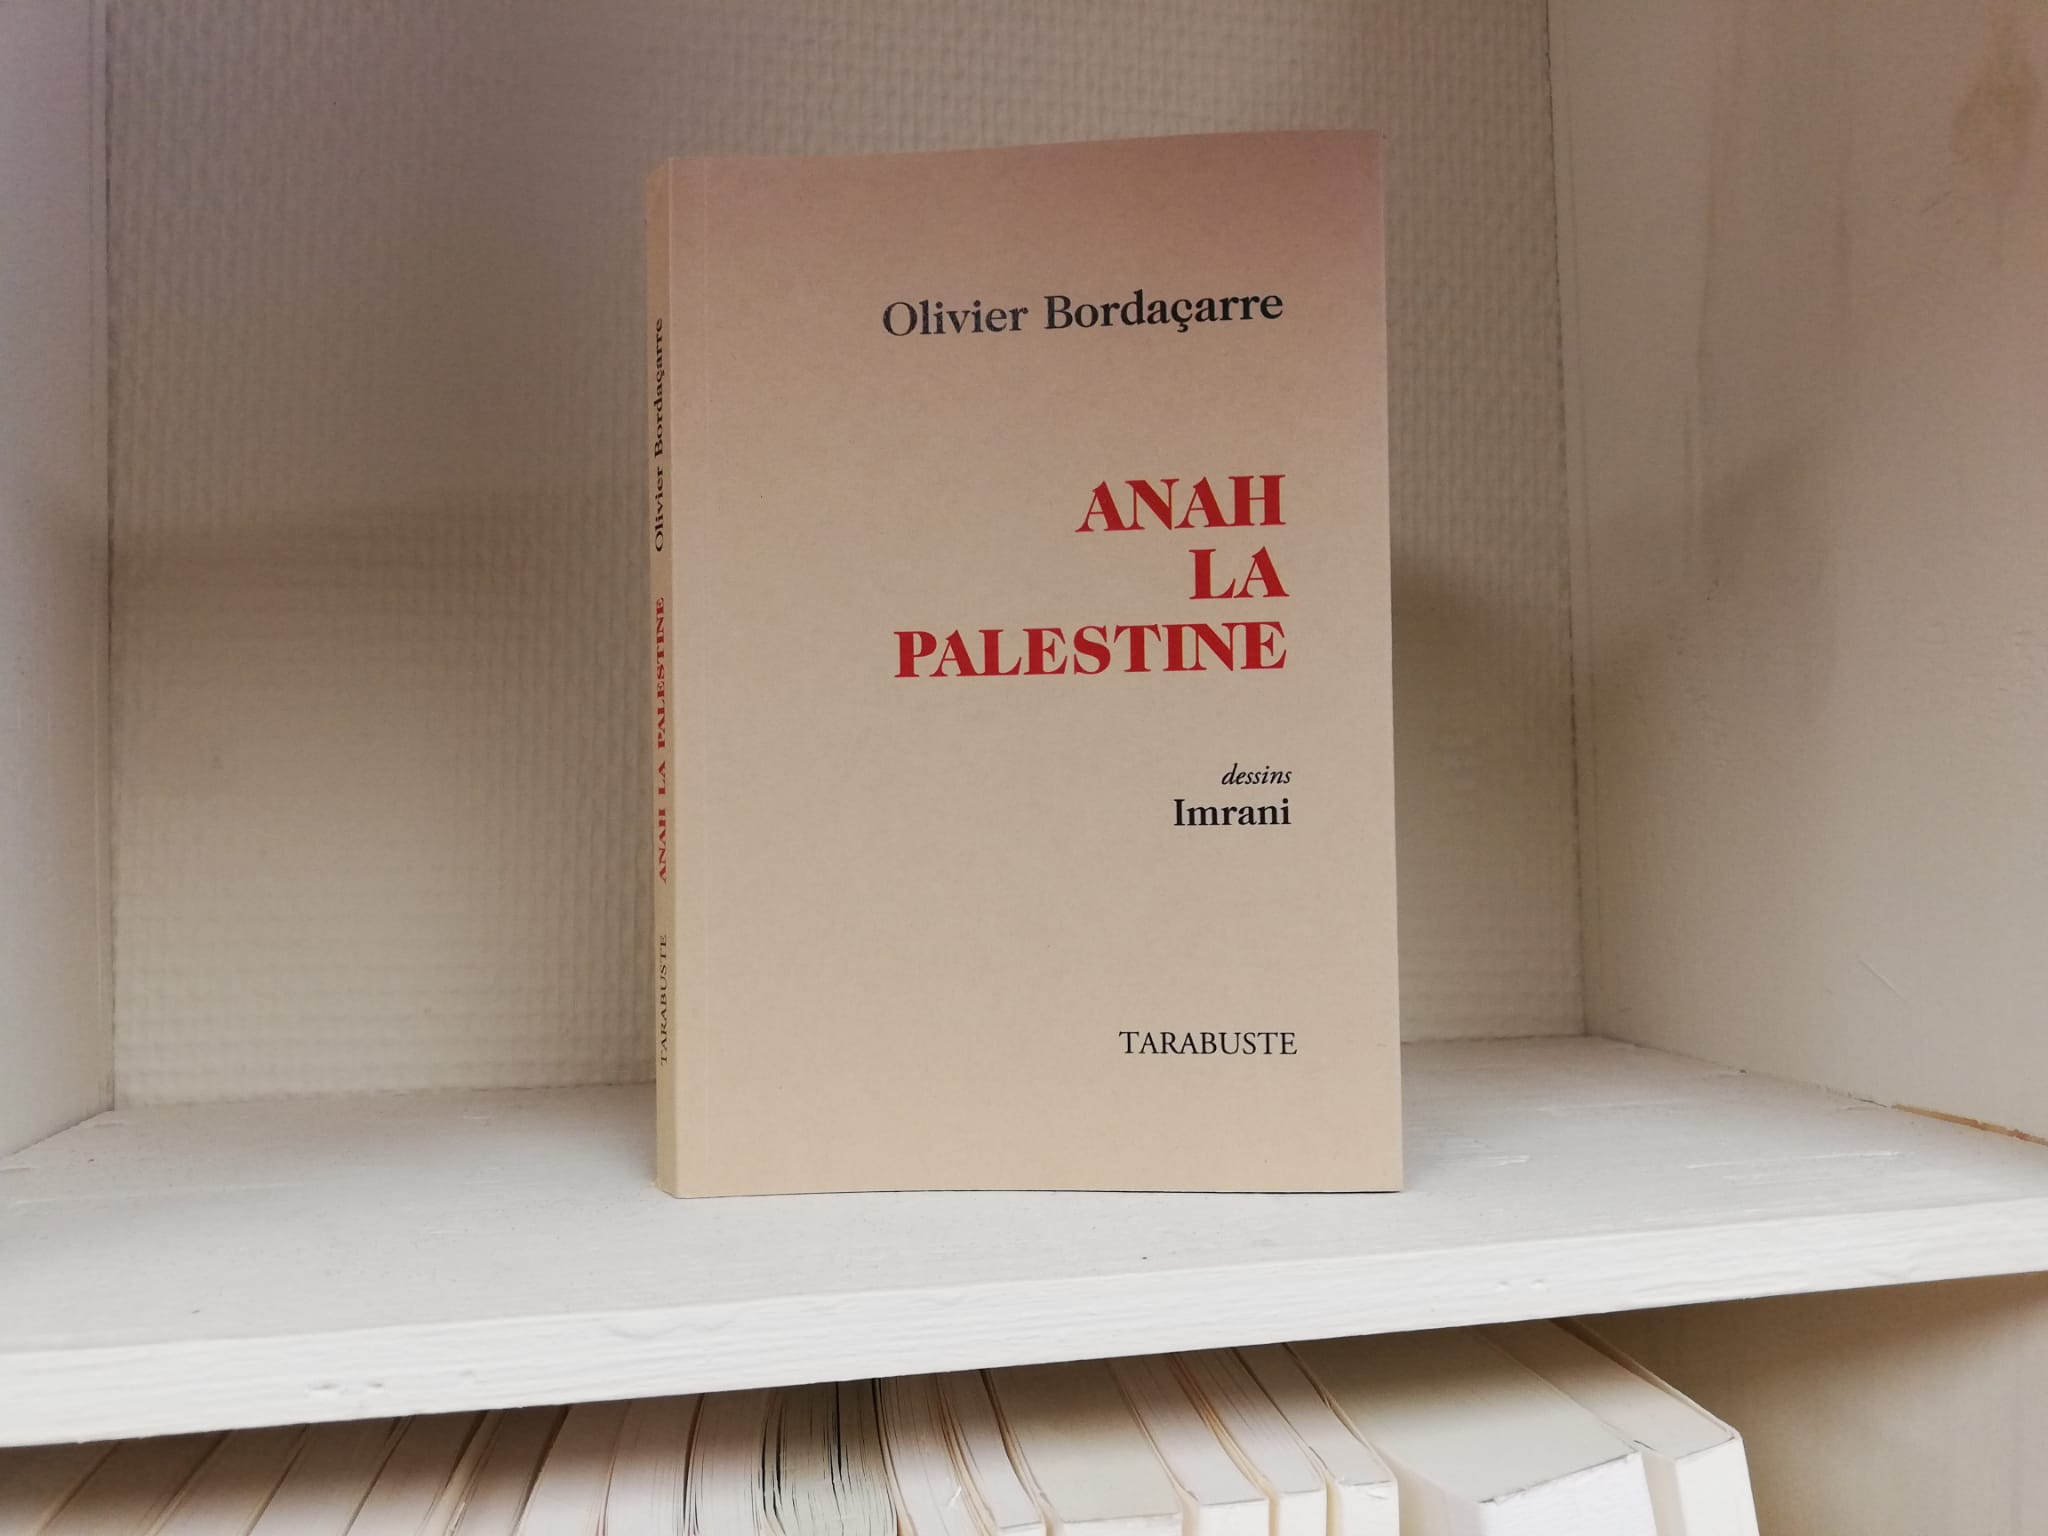 Olivier Bordaçarre
ANAH
LA
PALESTINE
dessins
Imrani
TARABUSTE
TARABUSTE ANAH LA PALESTINE Olivier Bordaçarre